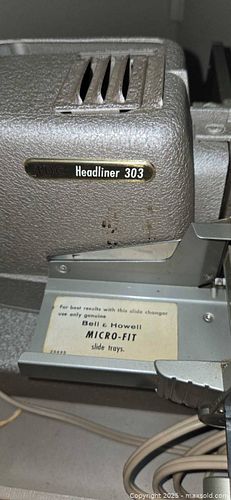 Headliner 303
For best results with this slide changer
use only genuine
Bell & Howell
MICRO-FIT
slide trays.
Copyright 2025 - maxsold.com